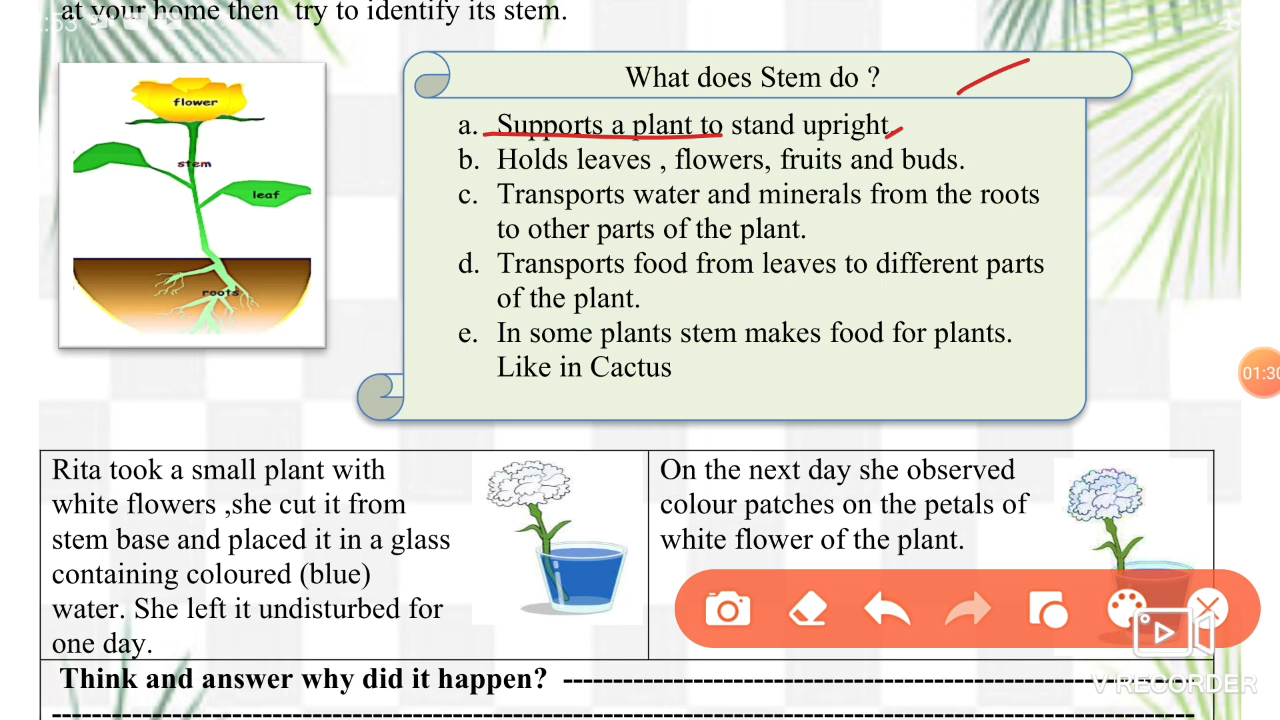 at your home then try to identify its stem.
:55
flower
stem
leaf
roots
What does Stem do ?
a. Supports a plant to stand upright.
b. Holds leaves , flowers, fruits and buds.
c. Transports water and minerals from the roots
to other parts of the plant.
d. Transports food from leaves to different parts
of the plant.
e. In some plants stem makes food for plants.
Like in Cactus
01:30
Rita took a small plant with
white flowers ,she cut it from
stem base and placed it in a glass
containing coloured (blue)
water. She left it undisturbed for
one day.
On the next day she observed
colour patches on the petals of
white flower of the plant.
Think and answer why did it happen?
V RECORDER